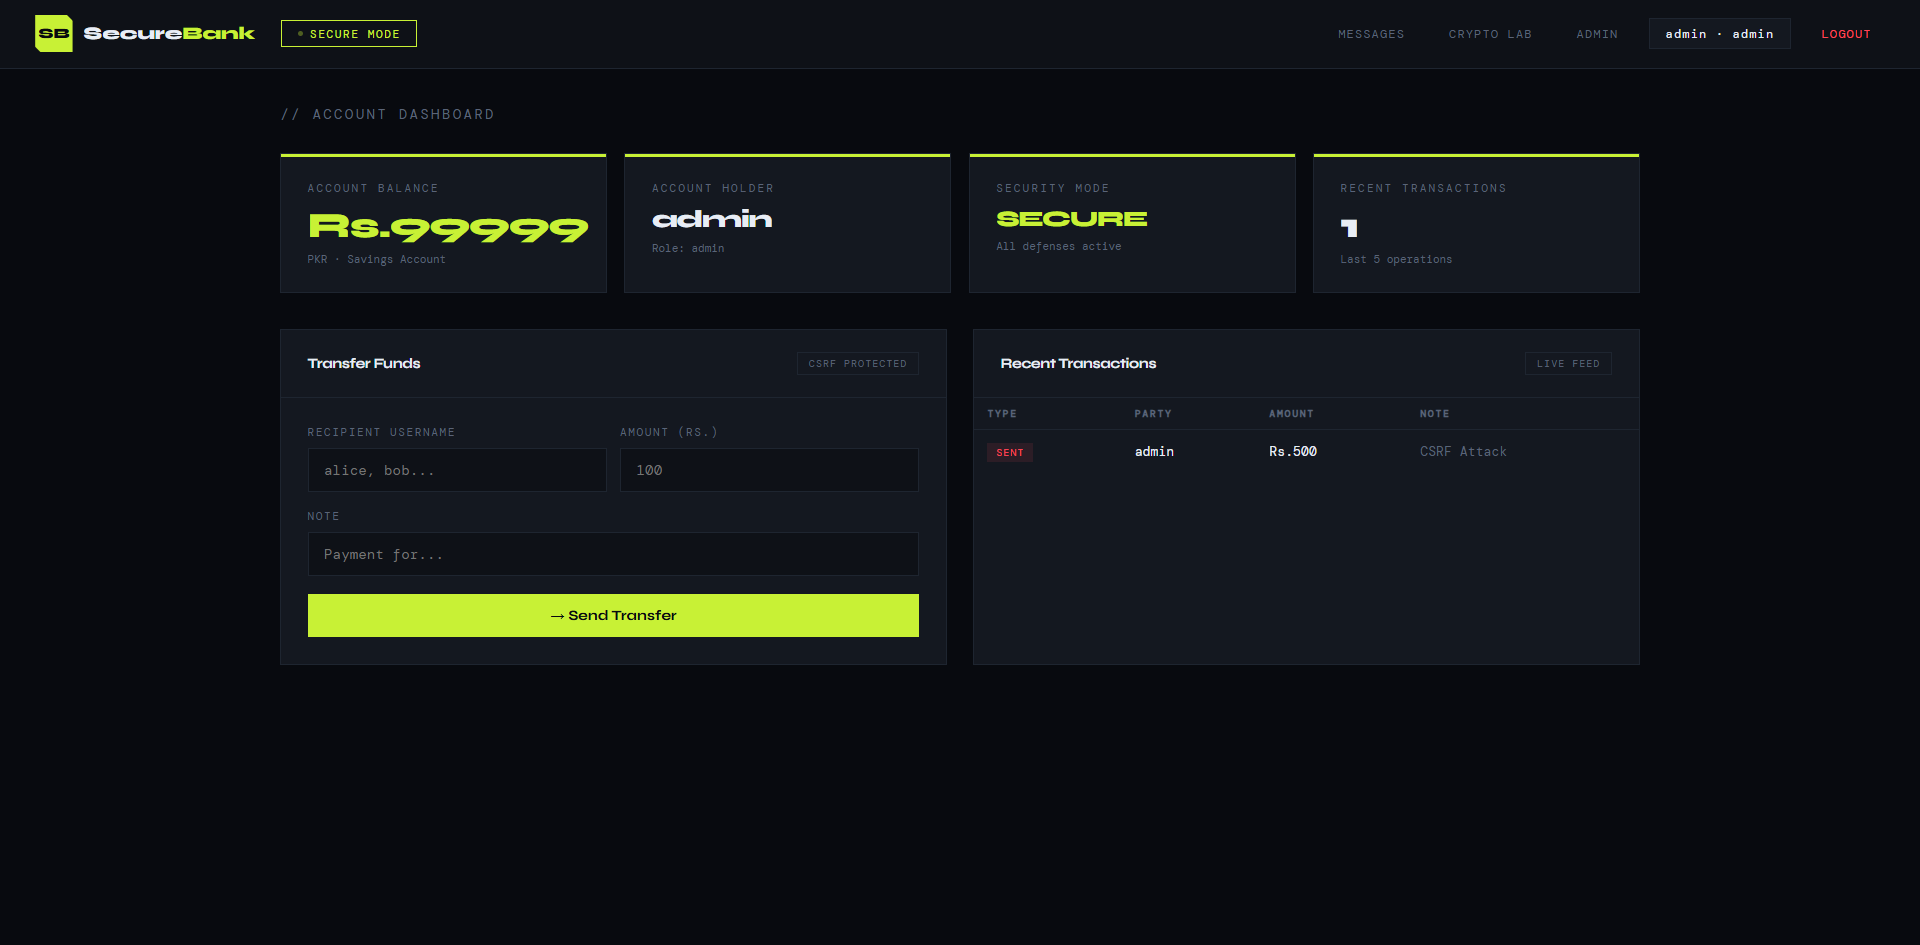 SB SecureBank SECURE MODE MESSAGES CRYPTO LAB ADMIN admin · admin LOGOUT
// ACCOUNT DASHBOARD
ACCOUNT BALANCE
Rs.99999
PKR · Savings Account
ACCOUNT HOLDER
admin
Role: admin
SECURITY MODE
SECURE
All defenses active
RECENT TRANSACTIONS
1
Last 5 operations
Transfer Funds CSRF PROTECTED
RECIPIENT USERNAME AMOUNT (RS.)
alice, bob... 100
NOTE
Payment for...
→ Send Transfer
Recent Transactions LIVE FEED
TYPE PARTY AMOUNT NOTE
SENT admin Rs.500 CSRF Attack